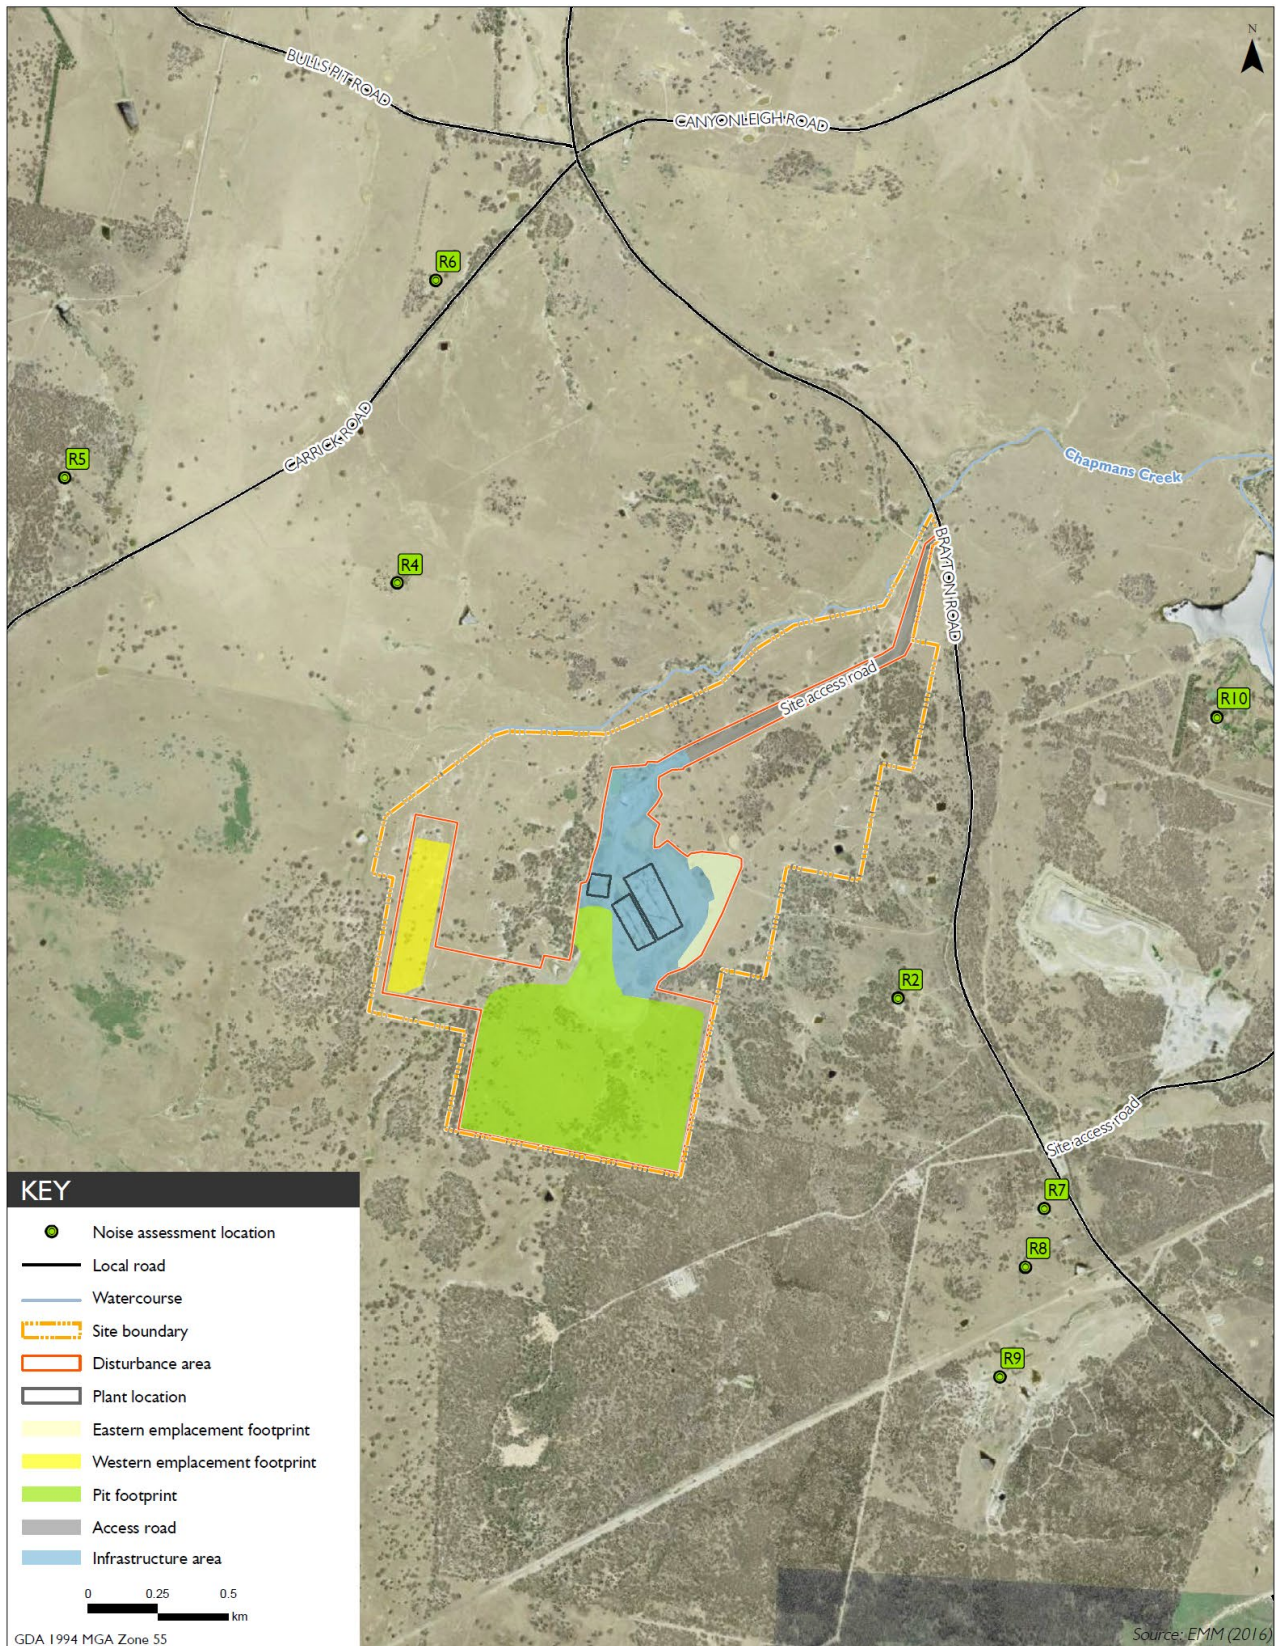 N
BULLS PIT ROAD
CANYONLEIGH ROAD
R6
CARRICK ROAD
R5
Chapmans Creek
R4
BRAYTON ROAD
Site access road
R10
R2
Site access road
R7
R8
R9
KEY
Noise assessment location
Local road
Watercourse
Site boundary
Disturbance area
Plant location
Eastern emplacement footprint
Western emplacement footprint
Pit footprint
Access road
Infrastructure area
0 0.25 0.5
km
GDA 1994 MGA Zone 55
Source: EMM (2016)